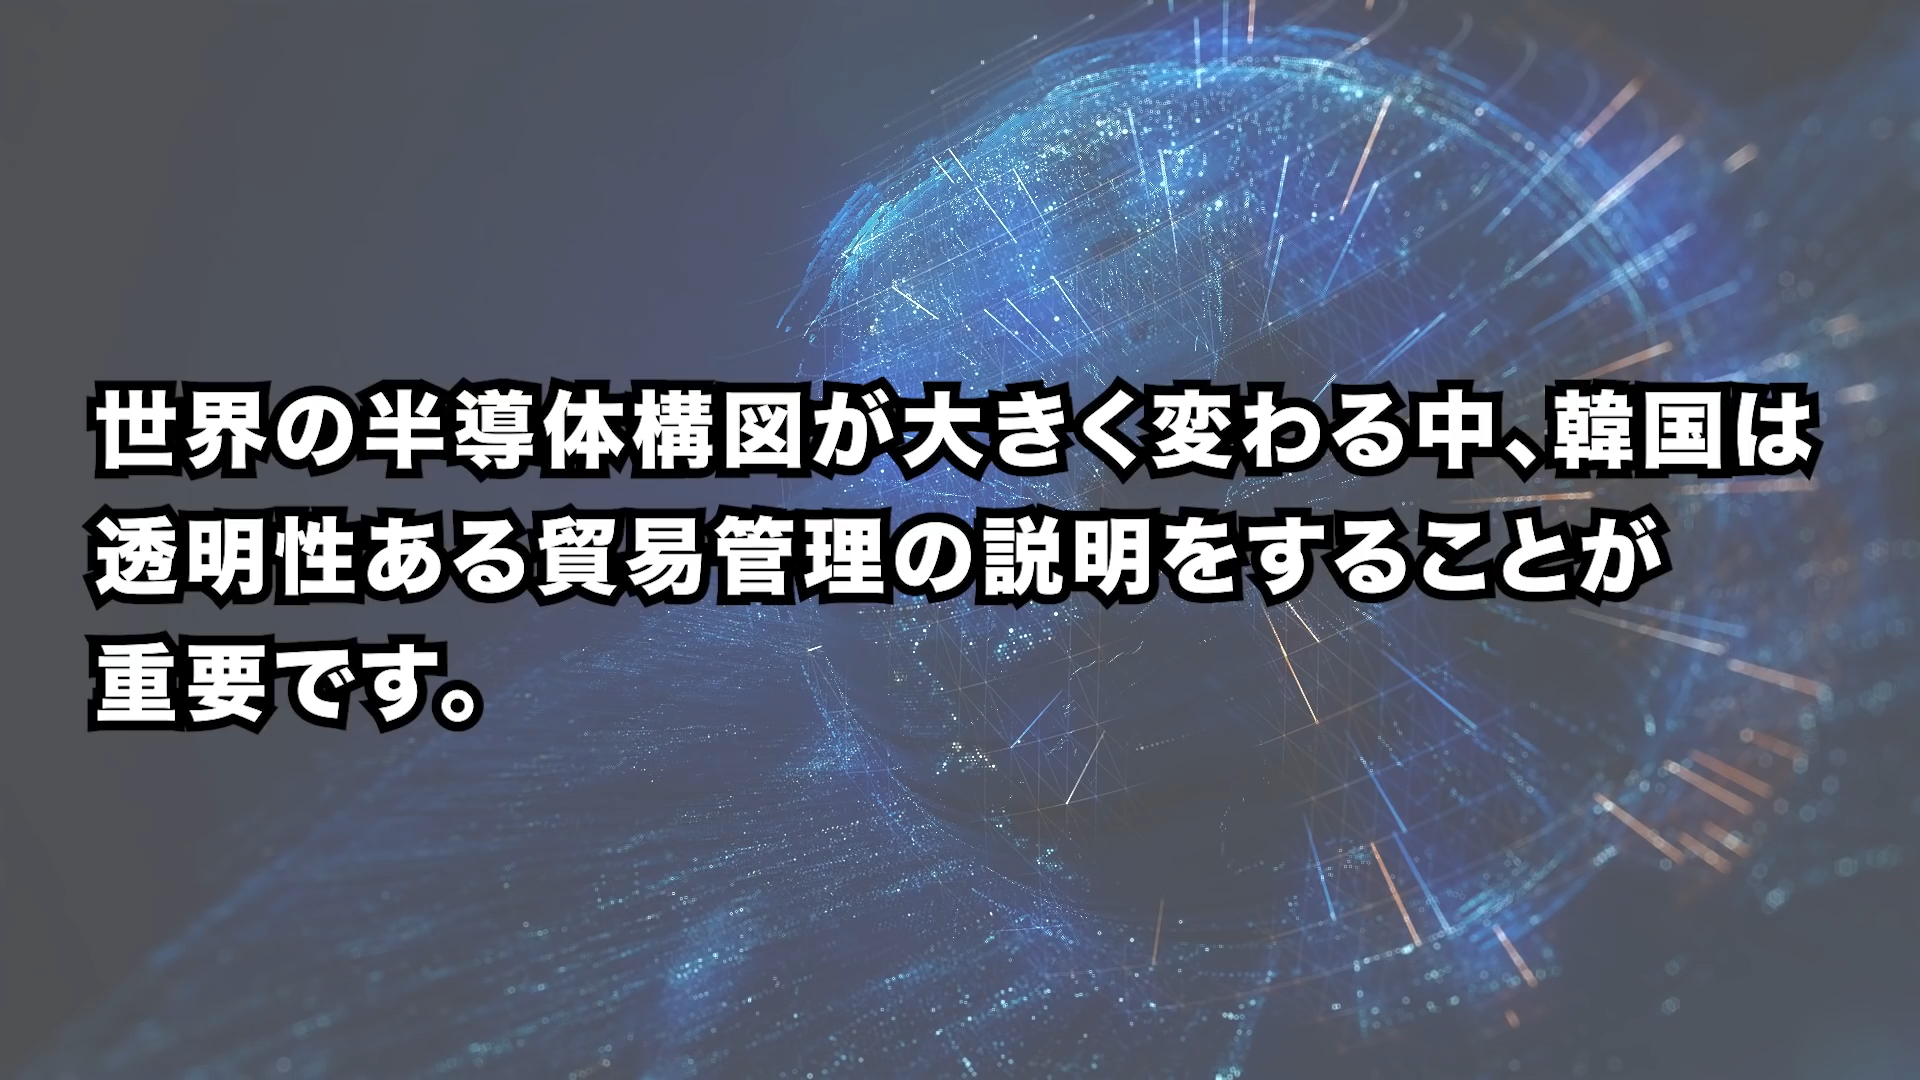 世界の半導体構図が大きく変わる中、韓国は
透明性ある貿易管理の説明をすることが
重要です。